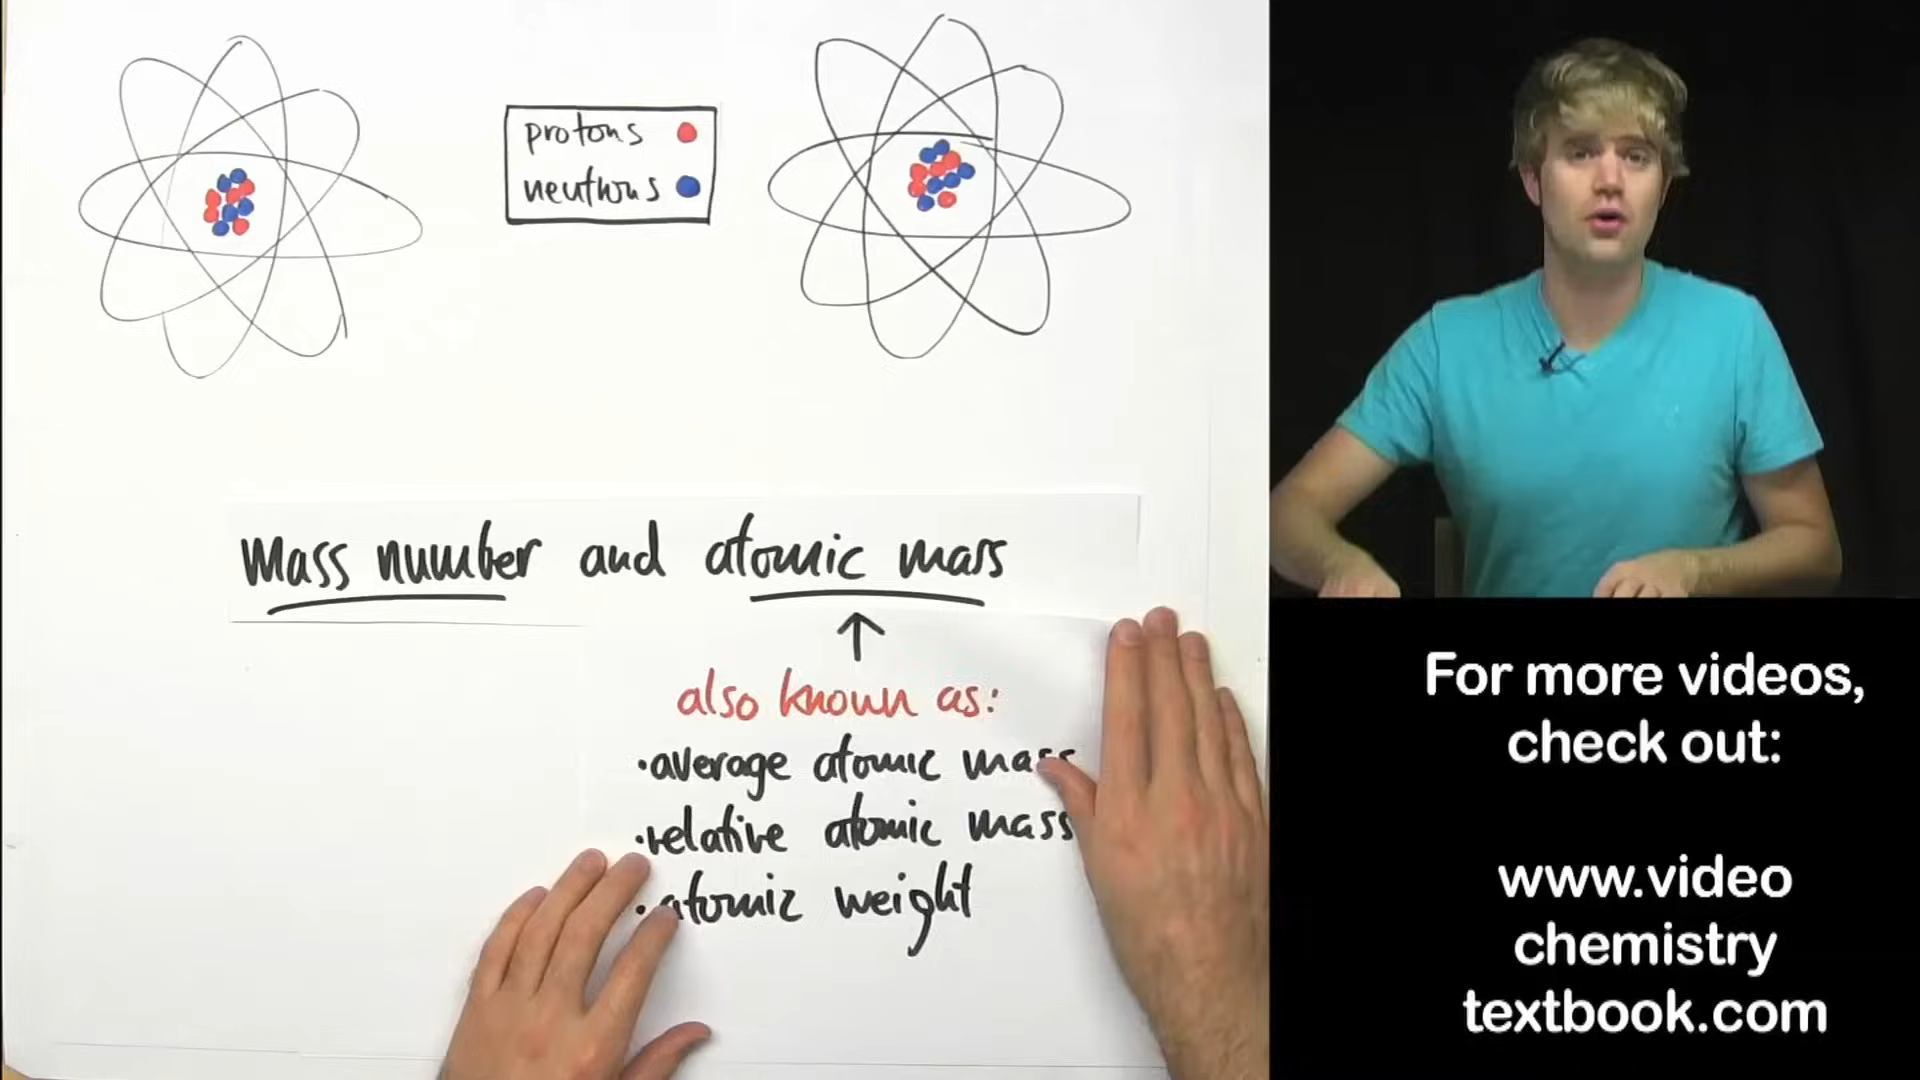 protons
neutrons
mass number and atomic mass
also known as:
•average atomic mass
•relative atomic mass
•atomic weight
For more videos,
check out:
www.video
chemistry
textbook.com